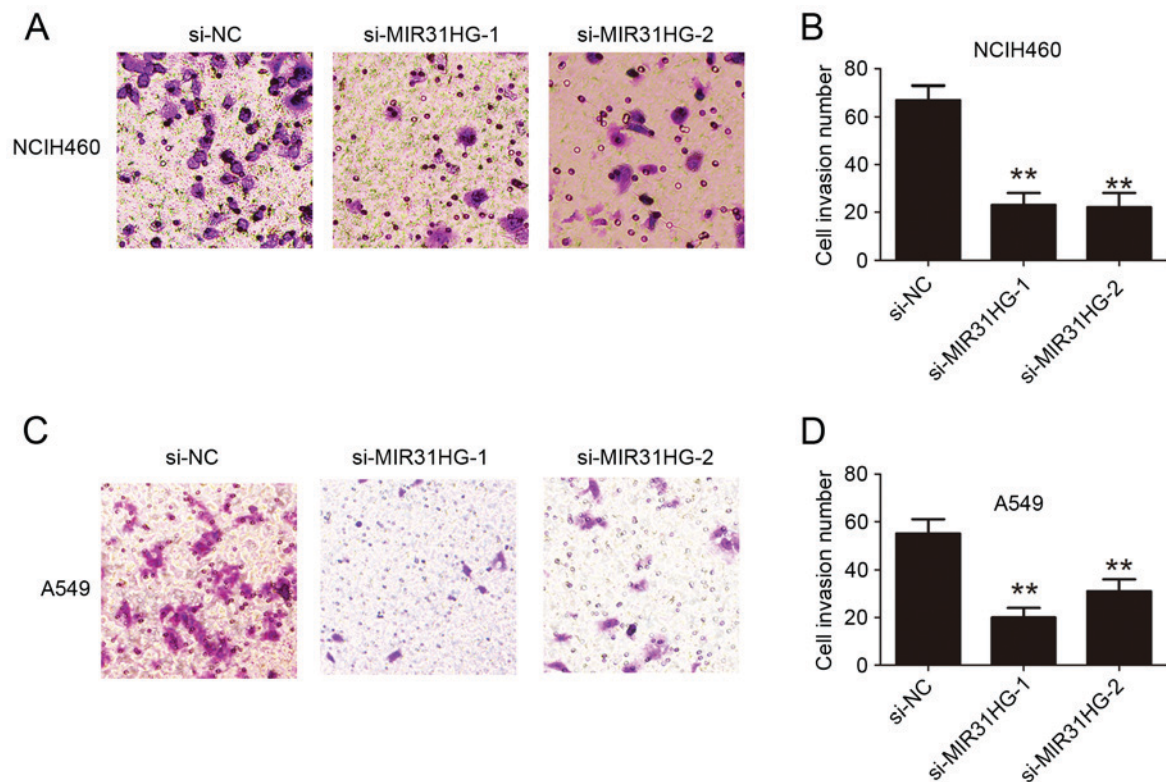 A
si-NC si-MIR31HG-1 si-MIR31HG-2
NCIH460
B
NCIH460
Cell invasion number
80
60
40
20
0
** **
si-NC
si-MIR31HG-1
si-MIR31HG-2
C
si-NC si-MIR31HG-1 si-MIR31HG-2
A549
D
A549
Cell invasion number
80
60
40
20
0
** **
si-NC
si-MIR31HG-1
si-MIR31HG-2